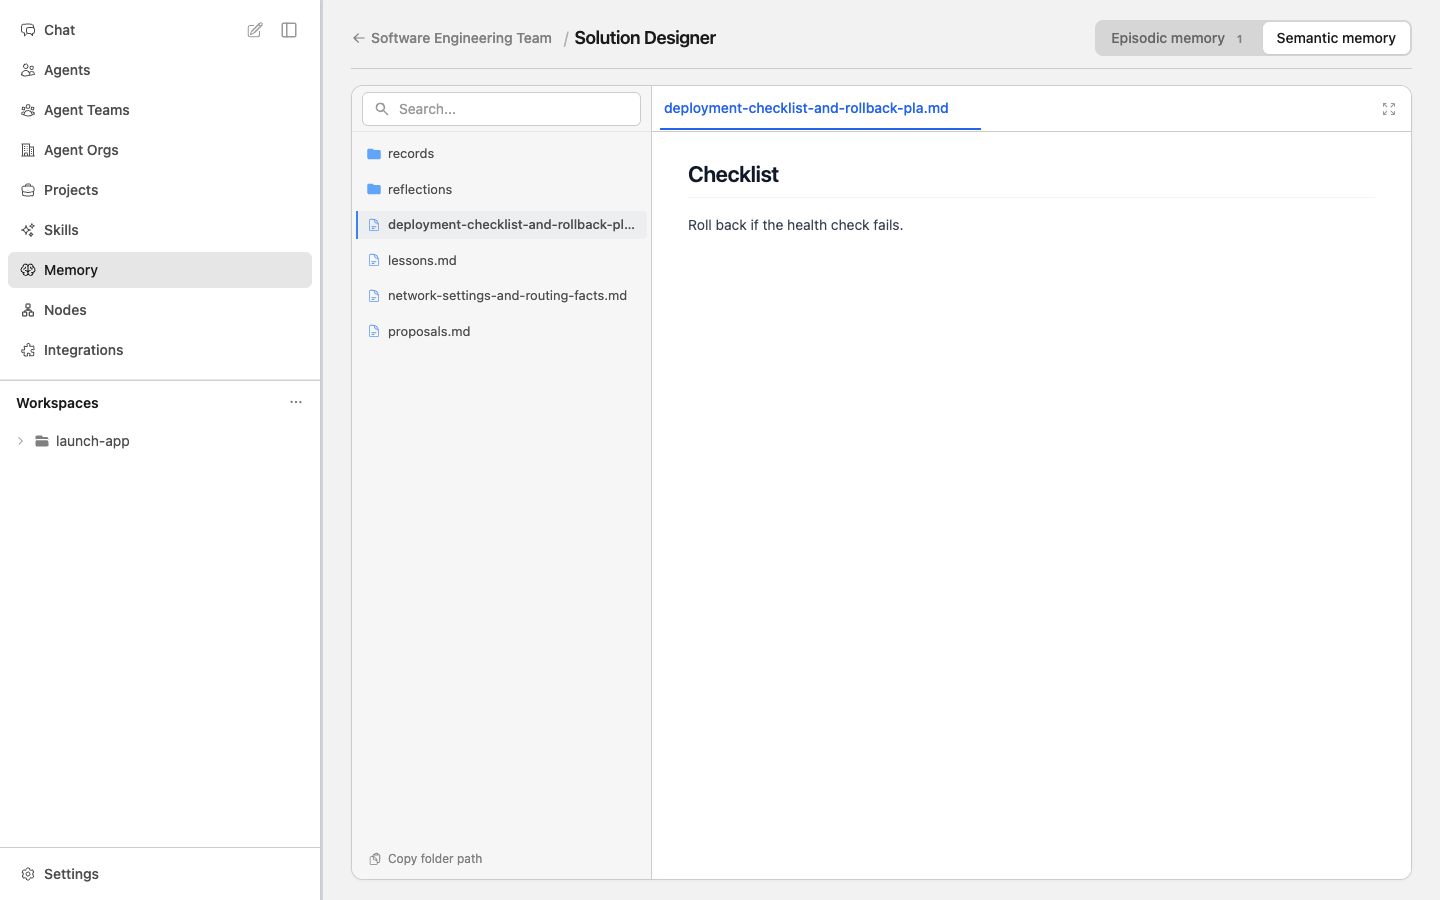 Chat
Agents
Agent Teams
Agent Orgs
Projects
Skills
Memory
Nodes
Integrations
Workspaces
launch-app
Settings
Software Engineering Team / Solution Designer
Episodic memory 1
Semantic memory
Search...
records
reflections
deployment-checklist-and-rollback-pl...
lessons.md
network-settings-and-routing-facts.md
proposals.md
Copy folder path
deployment-checklist-and-rollback-pla.md
Checklist
Roll back if the health check fails.